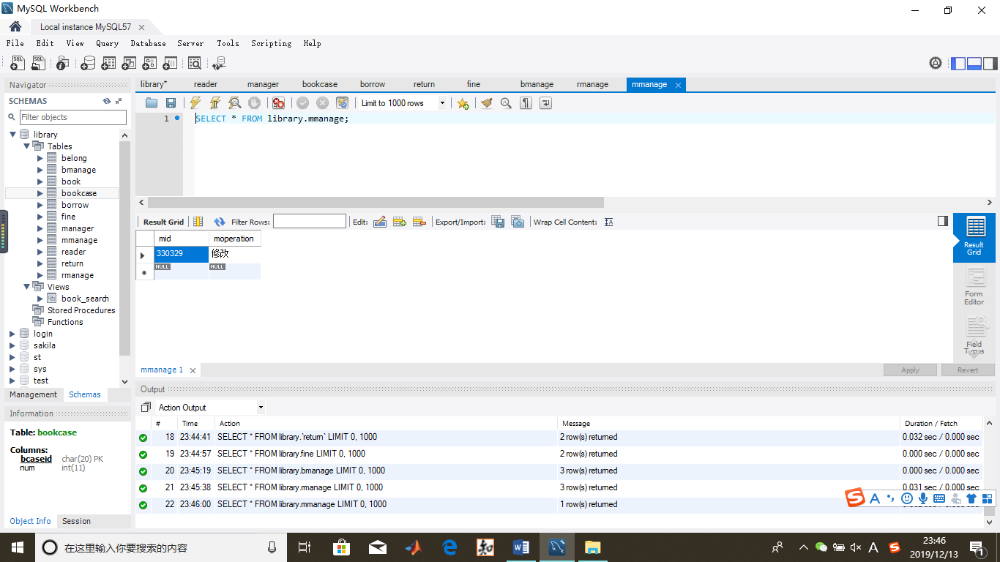 MySQL Workbench
Local instance MySQL57
File Edit View Query Database Server Tools Scripting Help
Navigator
SCHEMAS
Filter objects
library
Tables
belong
bmanage
book
bookcase
borrow
fine
manager
mmanage
reader
return
rmanage
Views
book_search
Stored Procedures
Functions
login
sakila
st
sys
test
Management Schemas
Information
Table: bookcase
Columns:
bcaseid char(20) PK
num int(11)
Object Info Session
library* reader manager bookcase borrow return fine bmanage rmanage mmanage
Limit to 1000 rows
1 SELECT * FROM library.mmanage;
Result Grid Filter Rows: Edit: Export/Import: Wrap Cell Content:
mid moperation
330329 修改
NULL NULL
Result
Grid
Form
Editor
Field
Types
mmanage 1
Apply Revert
Output
Action Output
# Time Action Message Duration / Fetch
18 23:44:41 SELECT * FROM library.`return` LIMIT 0, 1000 2 row(s) returned 0.032 sec / 0.000 sec
19 23:44:57 SELECT * FROM library.fine LIMIT 0, 1000 2 row(s) returned 0.000 sec / 0.000 sec
20 23:45:19 SELECT * FROM library.bmanage LIMIT 0, 1000 3 row(s) returned 0.000 sec / 0.000 sec
21 23:45:38 SELECT * FROM library.rmanage LIMIT 0, 1000 3 row(s) returned 0.031 sec / 0.000 sec
22 23:46:00 SELECT * FROM library.mmanage LIMIT 0, 1000 1 row(s) returned
在这里输入你要搜索的内容
知
23:46
2019/12/13
1